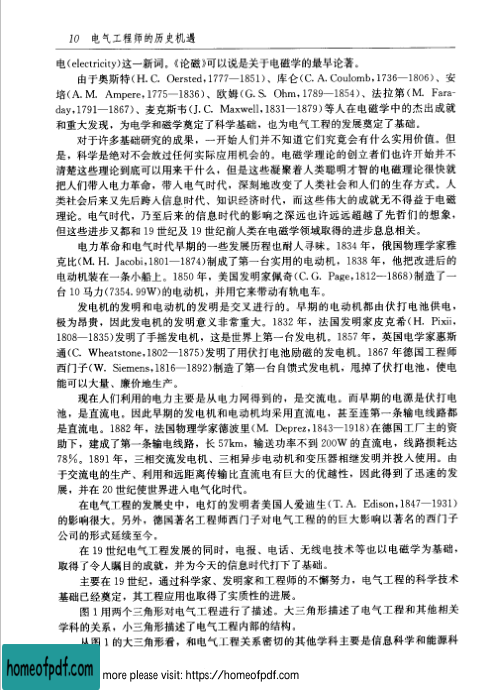 10 电气工程师的历史机遇
电(electricity)这一新词。《论磁》可以说是关于电磁学的最早论著。
由于奥斯特(H. C. Oersted,1777—1851)、库仑(C. A. Coulomb,1736—1806)、安
培(A. M. Ampere,1775—1836)、欧姆(G. S. Ohm,1789—1854)、法拉第(M. Fara-
day,1791—1867)、麦克斯韦(J. C. Maxwell,1831—1879)等人在电磁学中的杰出成就
和重大发现，为电学和磁学奠定了科学基础，也为电气工程的发展奠定了基础。
对于许多基础研究的成果，一开始人们并不知道它们究竟会有什么实用价值。但
是，科学是绝对不会放过任何实际应用机会的。电磁学理论的创立者们也许开始并不
清楚这些理论到底可以用来干什么，但是这些凝聚着人类聪明才智的电磁理论很快就
把人们带入电力革命，带入电气时代，深刻地改变了人类社会和人们的生存方式。人
类社会后来又先后跨入信息时代、知识经济时代，而这些伟大的成就无不得益于电磁
理论。电气时代，乃至后来的信息时代的影响之深远也许远远超越了先哲们的想象，
但这些进步又都和19世纪及19世纪前人类在电磁学领域取得的进步息息相关。
电力革命和电气时代早期的一些发展历程也耐人寻味。1834年，俄国物理学家雅
克比(M. H. Jacobi,1801—1874)制成了第一台实用的电动机，1838年，他把改进后的
电动机装在一条小船上。1850年，美国发明家佩奇(C. G. Page,1812—1868)制造了一
台10马力(7354.99W)的电动机，并用它来带动有轨电车。
发电机的发明和电动机的发明是交叉进行的。早期的电动机都由伏打电池供电，
极为昂贵，因此发电机的发明意义非常重大。1832年，法国发明家皮克希(H. Pixii,
1808—1835)发明了手摇发电机，这是世界上第一台发电机。1857年，英国电学家惠斯
通(C. Wheatstone,1802—1875)发明了用伏打电池励磁的发电机。1867年德国工程师
西门子(W. Siemens,1816—1892)制造了第一台自馈式发电机，甩掉了伏打电池，使电
能可以大量、廉价地生产。
现在人们利用的电力主要是从电力网得到的，是交流电。而早期的电源是伏打电
池，是直流电。因此早期的发电机和电动机均采用直流电，甚至连第一条输电线路都
是直流电。1882年，法国物理学家德波里(M. Deprez,1843—1918)在德国工厂主的资
助下，建成了第一条输电线路，长57km，输送功率不到200W的直流电，线路损耗达
78%。1891年，三相交流发电机、三相异步电动机和变压器相继发明并投入使用。由
于交流电的生产、利用和远距离传输比直流电有巨大的优越性，因此得到了迅速的发
展，并在20世纪使世界进入电气化时代。
在电气工程的发展史中，电灯的发明者美国人爱迪生(T. A. Edison,1847—1931)
的影响很大。另外，德国著名工程师西门子对电气工程的的巨大影响以著名的西门子
公司的形式延续至今。
在19世纪电气工程发展的同时，电报、电话、无线电技术等也以电磁学为基础，
取得了令人瞩目的成就，并为今天的信息时代打下了基础。
主要在19世纪，通过科学家、发明家和工程师的不懈努力，电气工程的科学技术
基础已经奠定，其工程应用也取得了实质性的进展。
图1用两个三角形对电气工程进行了描述。大三角形描述了电气工程和其他相关
学科的关系，小三角形描述了电气工程内部的结构。
从图1的大三角形看，和电气工程关系密切的其他学科主要是信息科学和能源科
homeofpdf.com
more please visit: https://homeofpdf.com